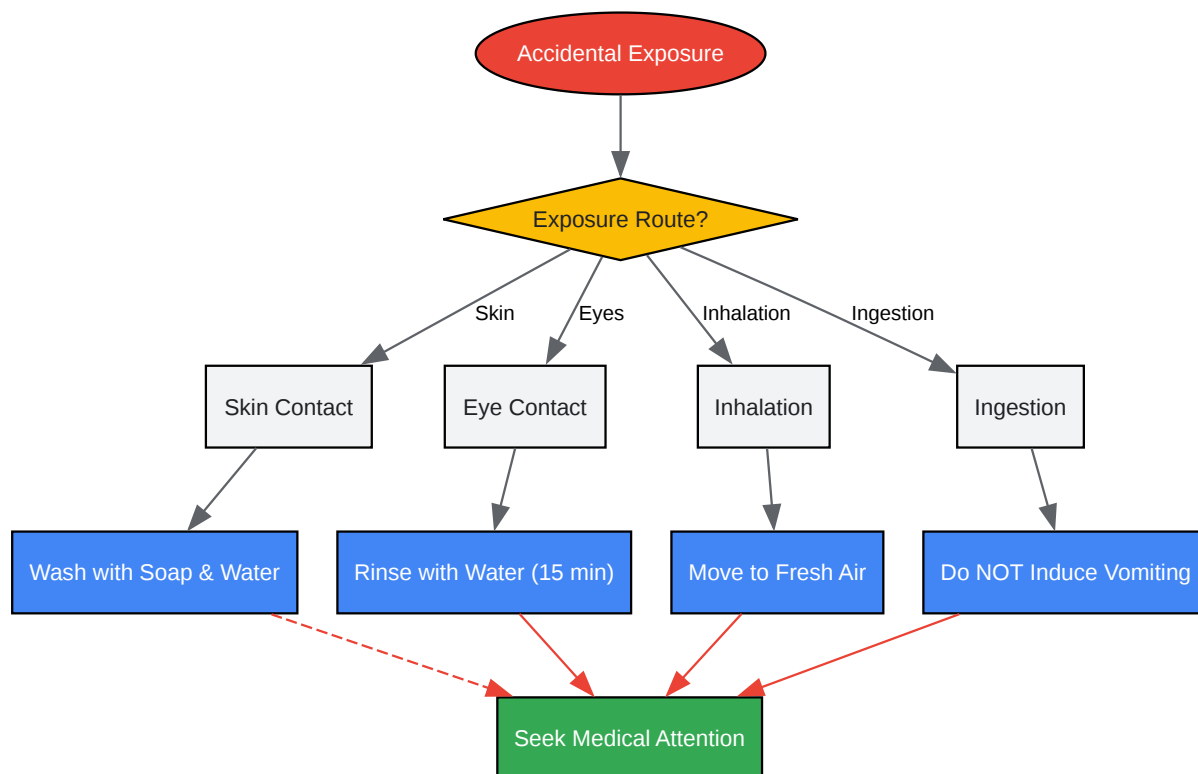 Accidental Exposure
Exposure Route?
Skin
Eyes
Inhalation
Ingestion
Skin Contact
Eye Contact
Inhalation
Ingestion
Wash with Soap & Water
Rinse with Water (15 min)
Move to Fresh Air
Do NOT Induce Vomiting
Seek Medical Attention